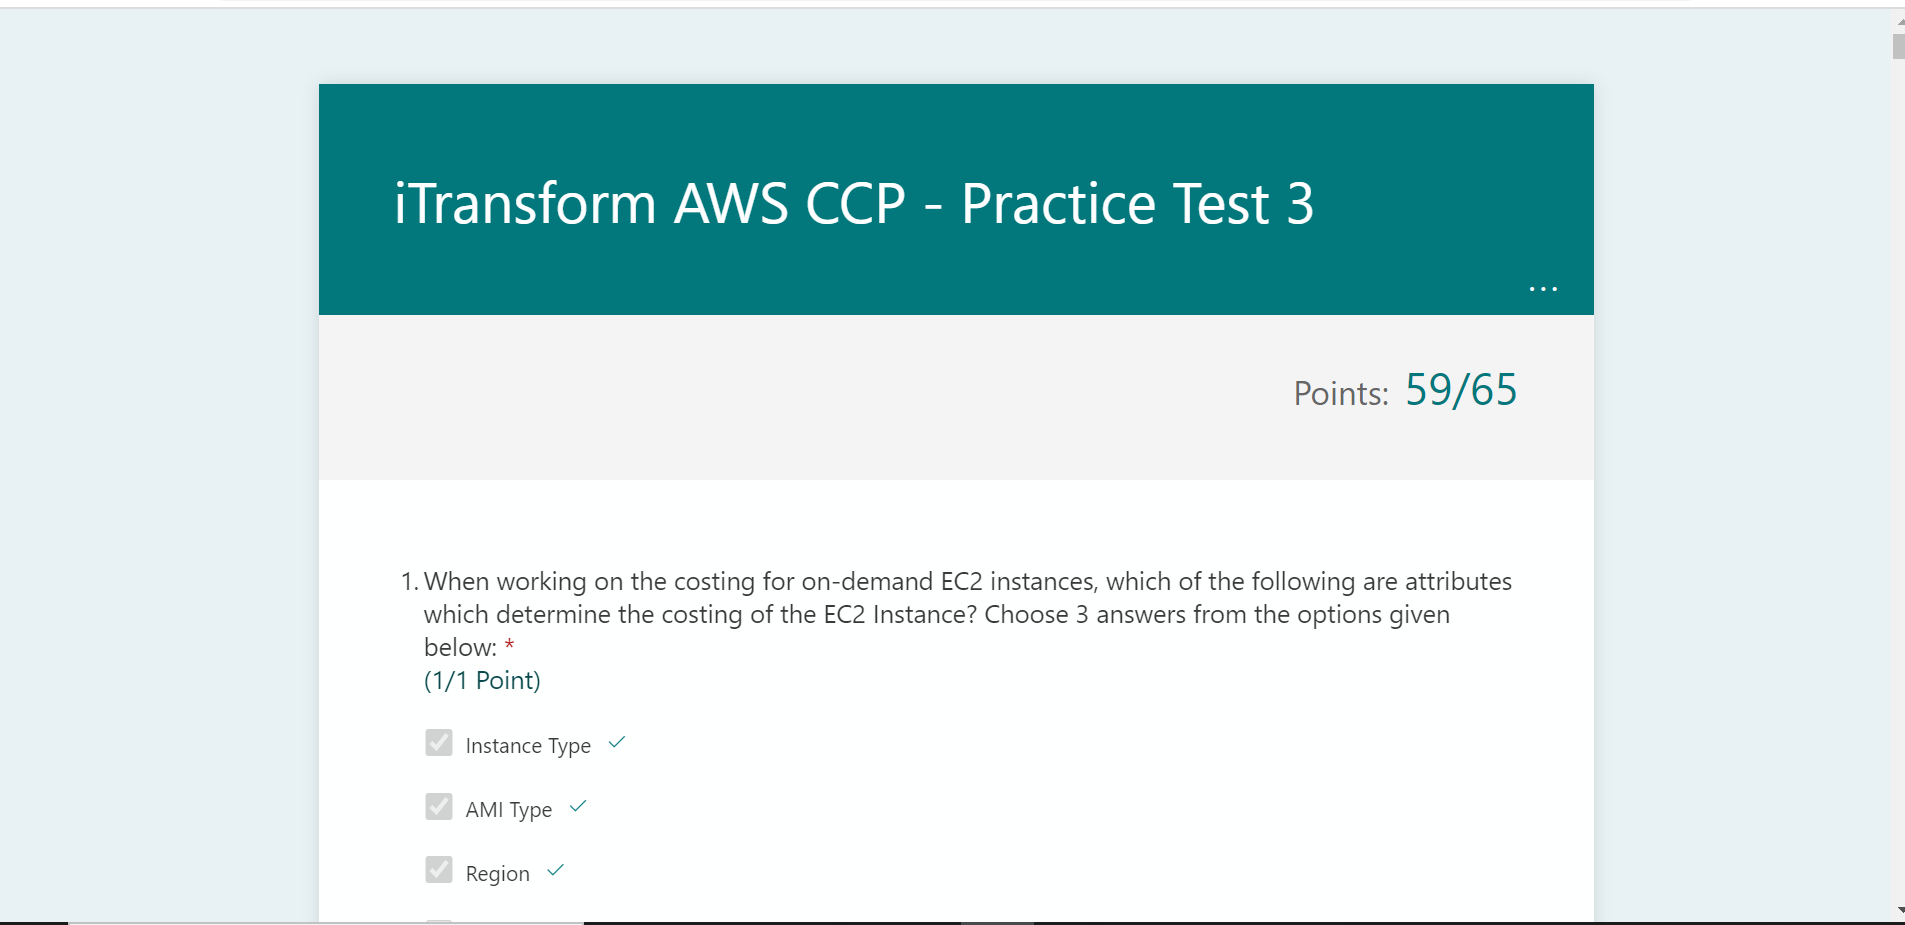 iTransform AWS CCP - Practice Test 3
...
Points: 59/65
1. When working on the costing for on-demand EC2 instances, which of the following are attributes
which determine the costing of the EC2 Instance? Choose 3 answers from the options given
below: *
(1/1 Point)
Instance Type
AMI Type
Region